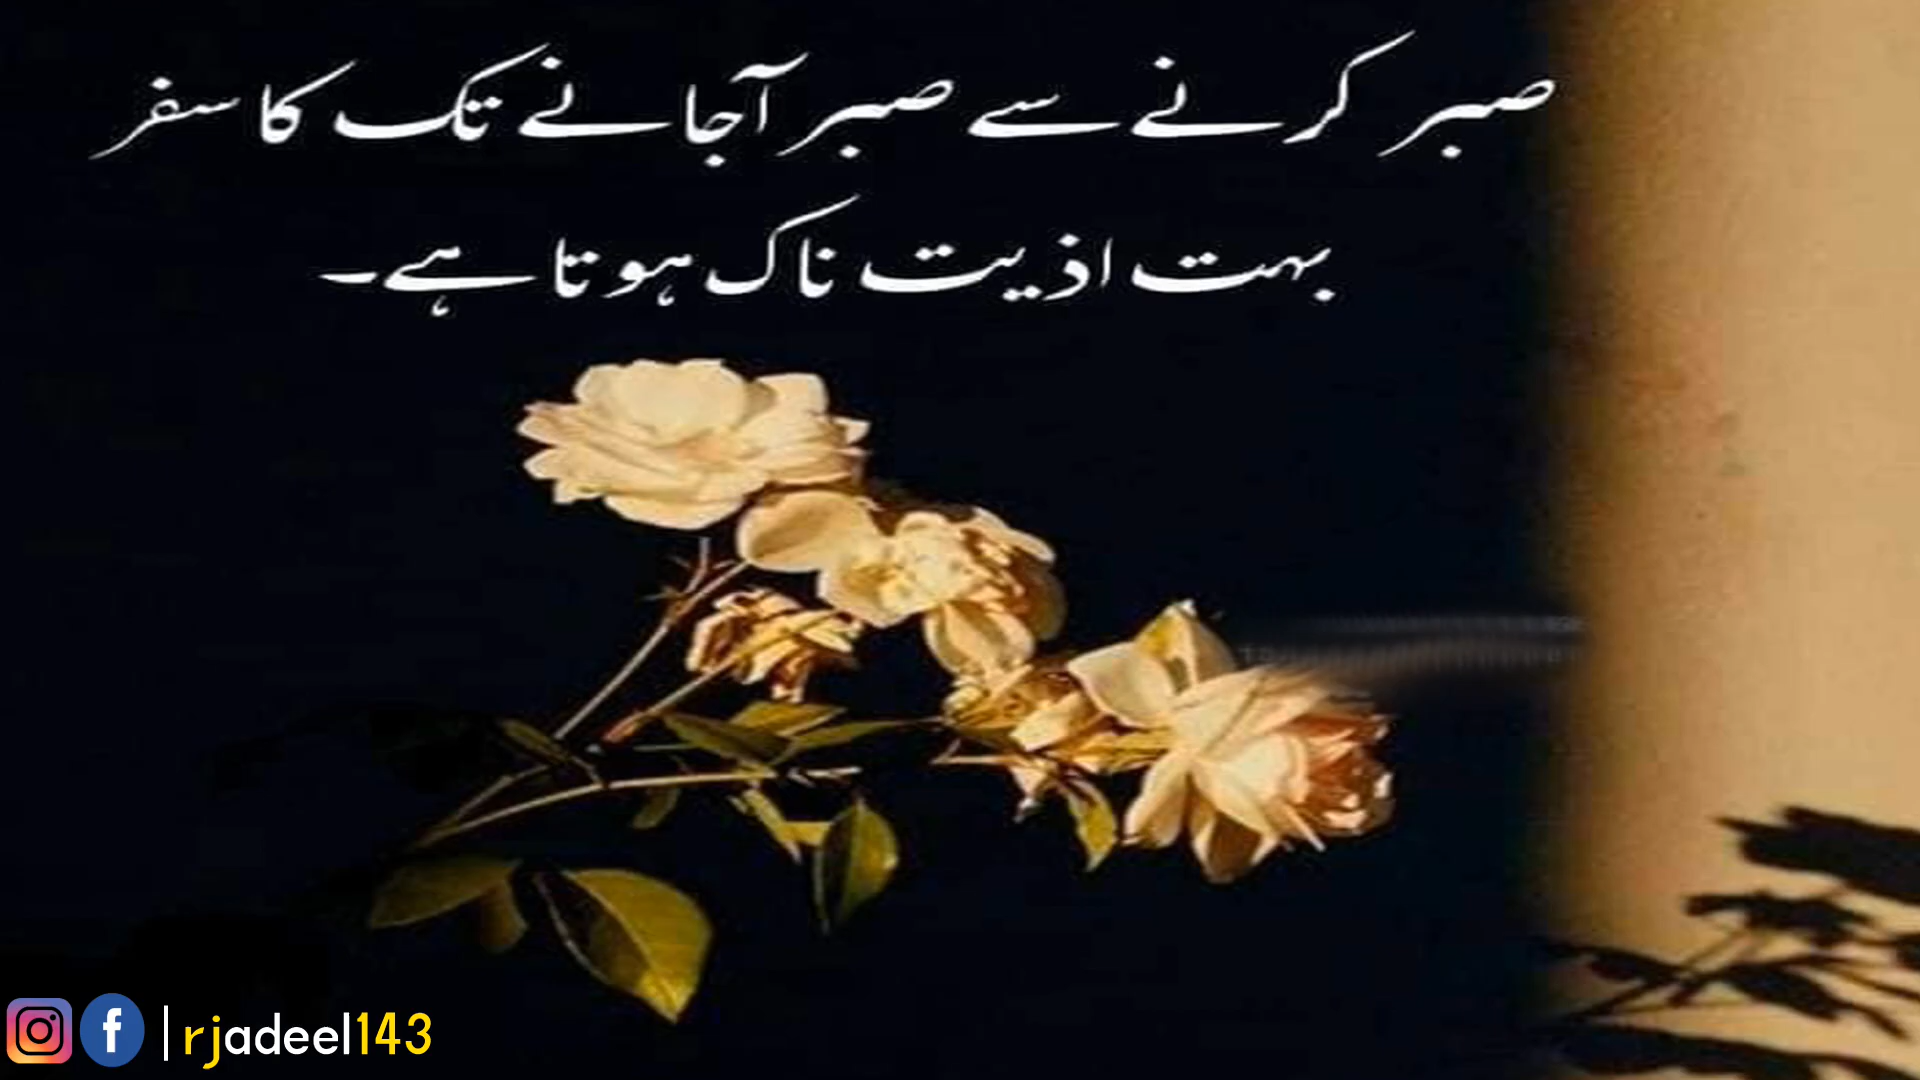 صبر کرنے سے صبر آجانے تک کا سفر
بہت اذیت ناک ہوتا ہے۔
rjadeel143